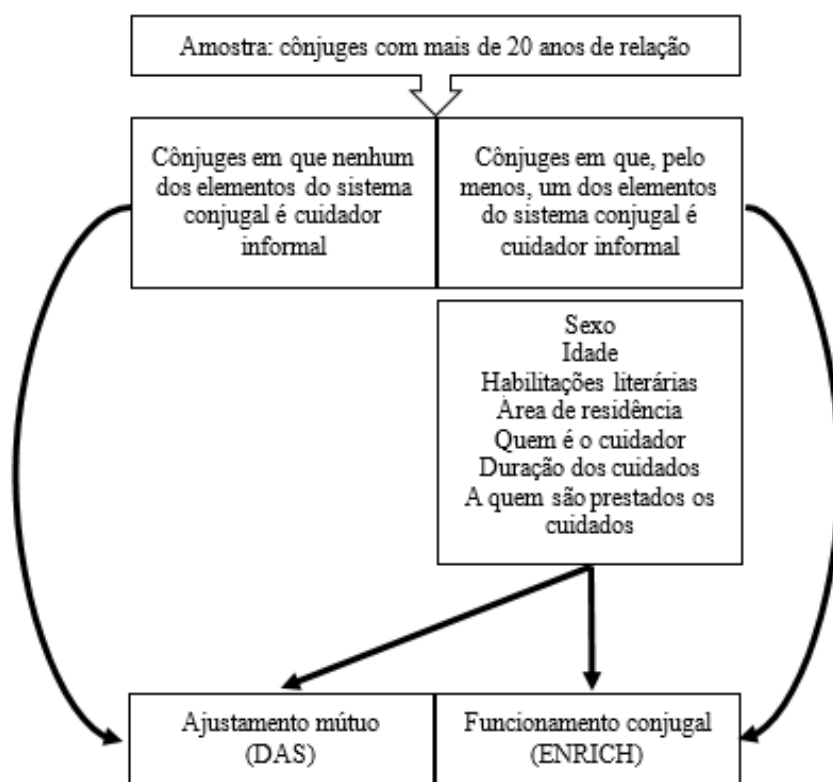 Amostra: cônjuges com mais de 20 anos de relação
Cônjuges em que nenhum
dos elementos do sistema
conjugal é cuidador
informal
Cônjuges em que, pelo
menos, um dos elementos
do sistema conjugal é
cuidador informal
Sexo
Idade
Habilitações literárias
Área de residência
Quem é o cuidador
Duração dos cuidados
A quem são prestados os
cuidados
Ajustamento mútuo
(DAS)
Funcionamento conjugal
(ENRICH)